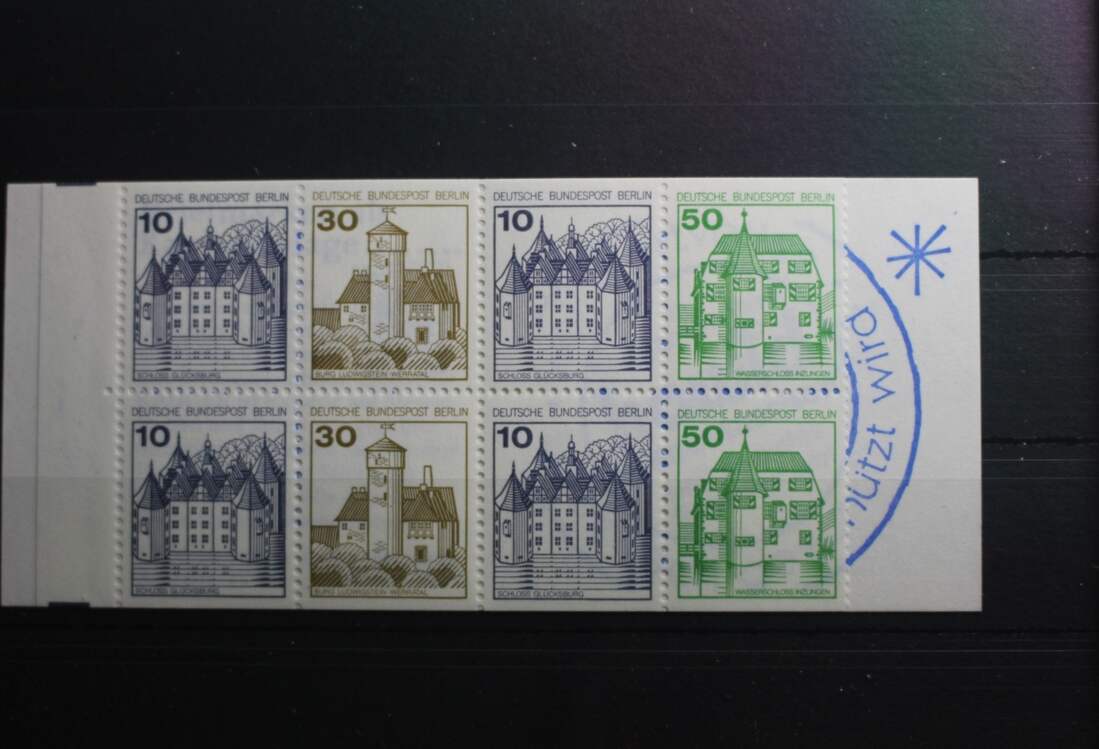 DEUTSCHE BUNDESPOST BERLIN
10
SCHLOSS GLÜCKSBURG
DEUTSCHE BUNDESPOST BERLIN
30
BURG LUDWIGSTEIN WERRATAL
DEUTSCHE BUNDESPOST BERLIN
10
SCHLOSS GLÜCKSBURG
DEUTSCHE BUNDESPOST BERLIN
50
WASSERSCHLOSS INZLINGEN
DEUTSCHE BUNDESPOST BERLIN
10
SCHLOSS GLÜCKSBURG
DEUTSCHE BUNDESPOST BERLIN
30
BURG LUDWIGSTEIN WERRATAL
DEUTSCHE BUNDESPOST BERLIN
10
SCHLOSS GLÜCKSBURG
DEUTSCHE BUNDESPOST BERLIN
50
WASSERSCHLOSS INZLINGEN
nützt wird